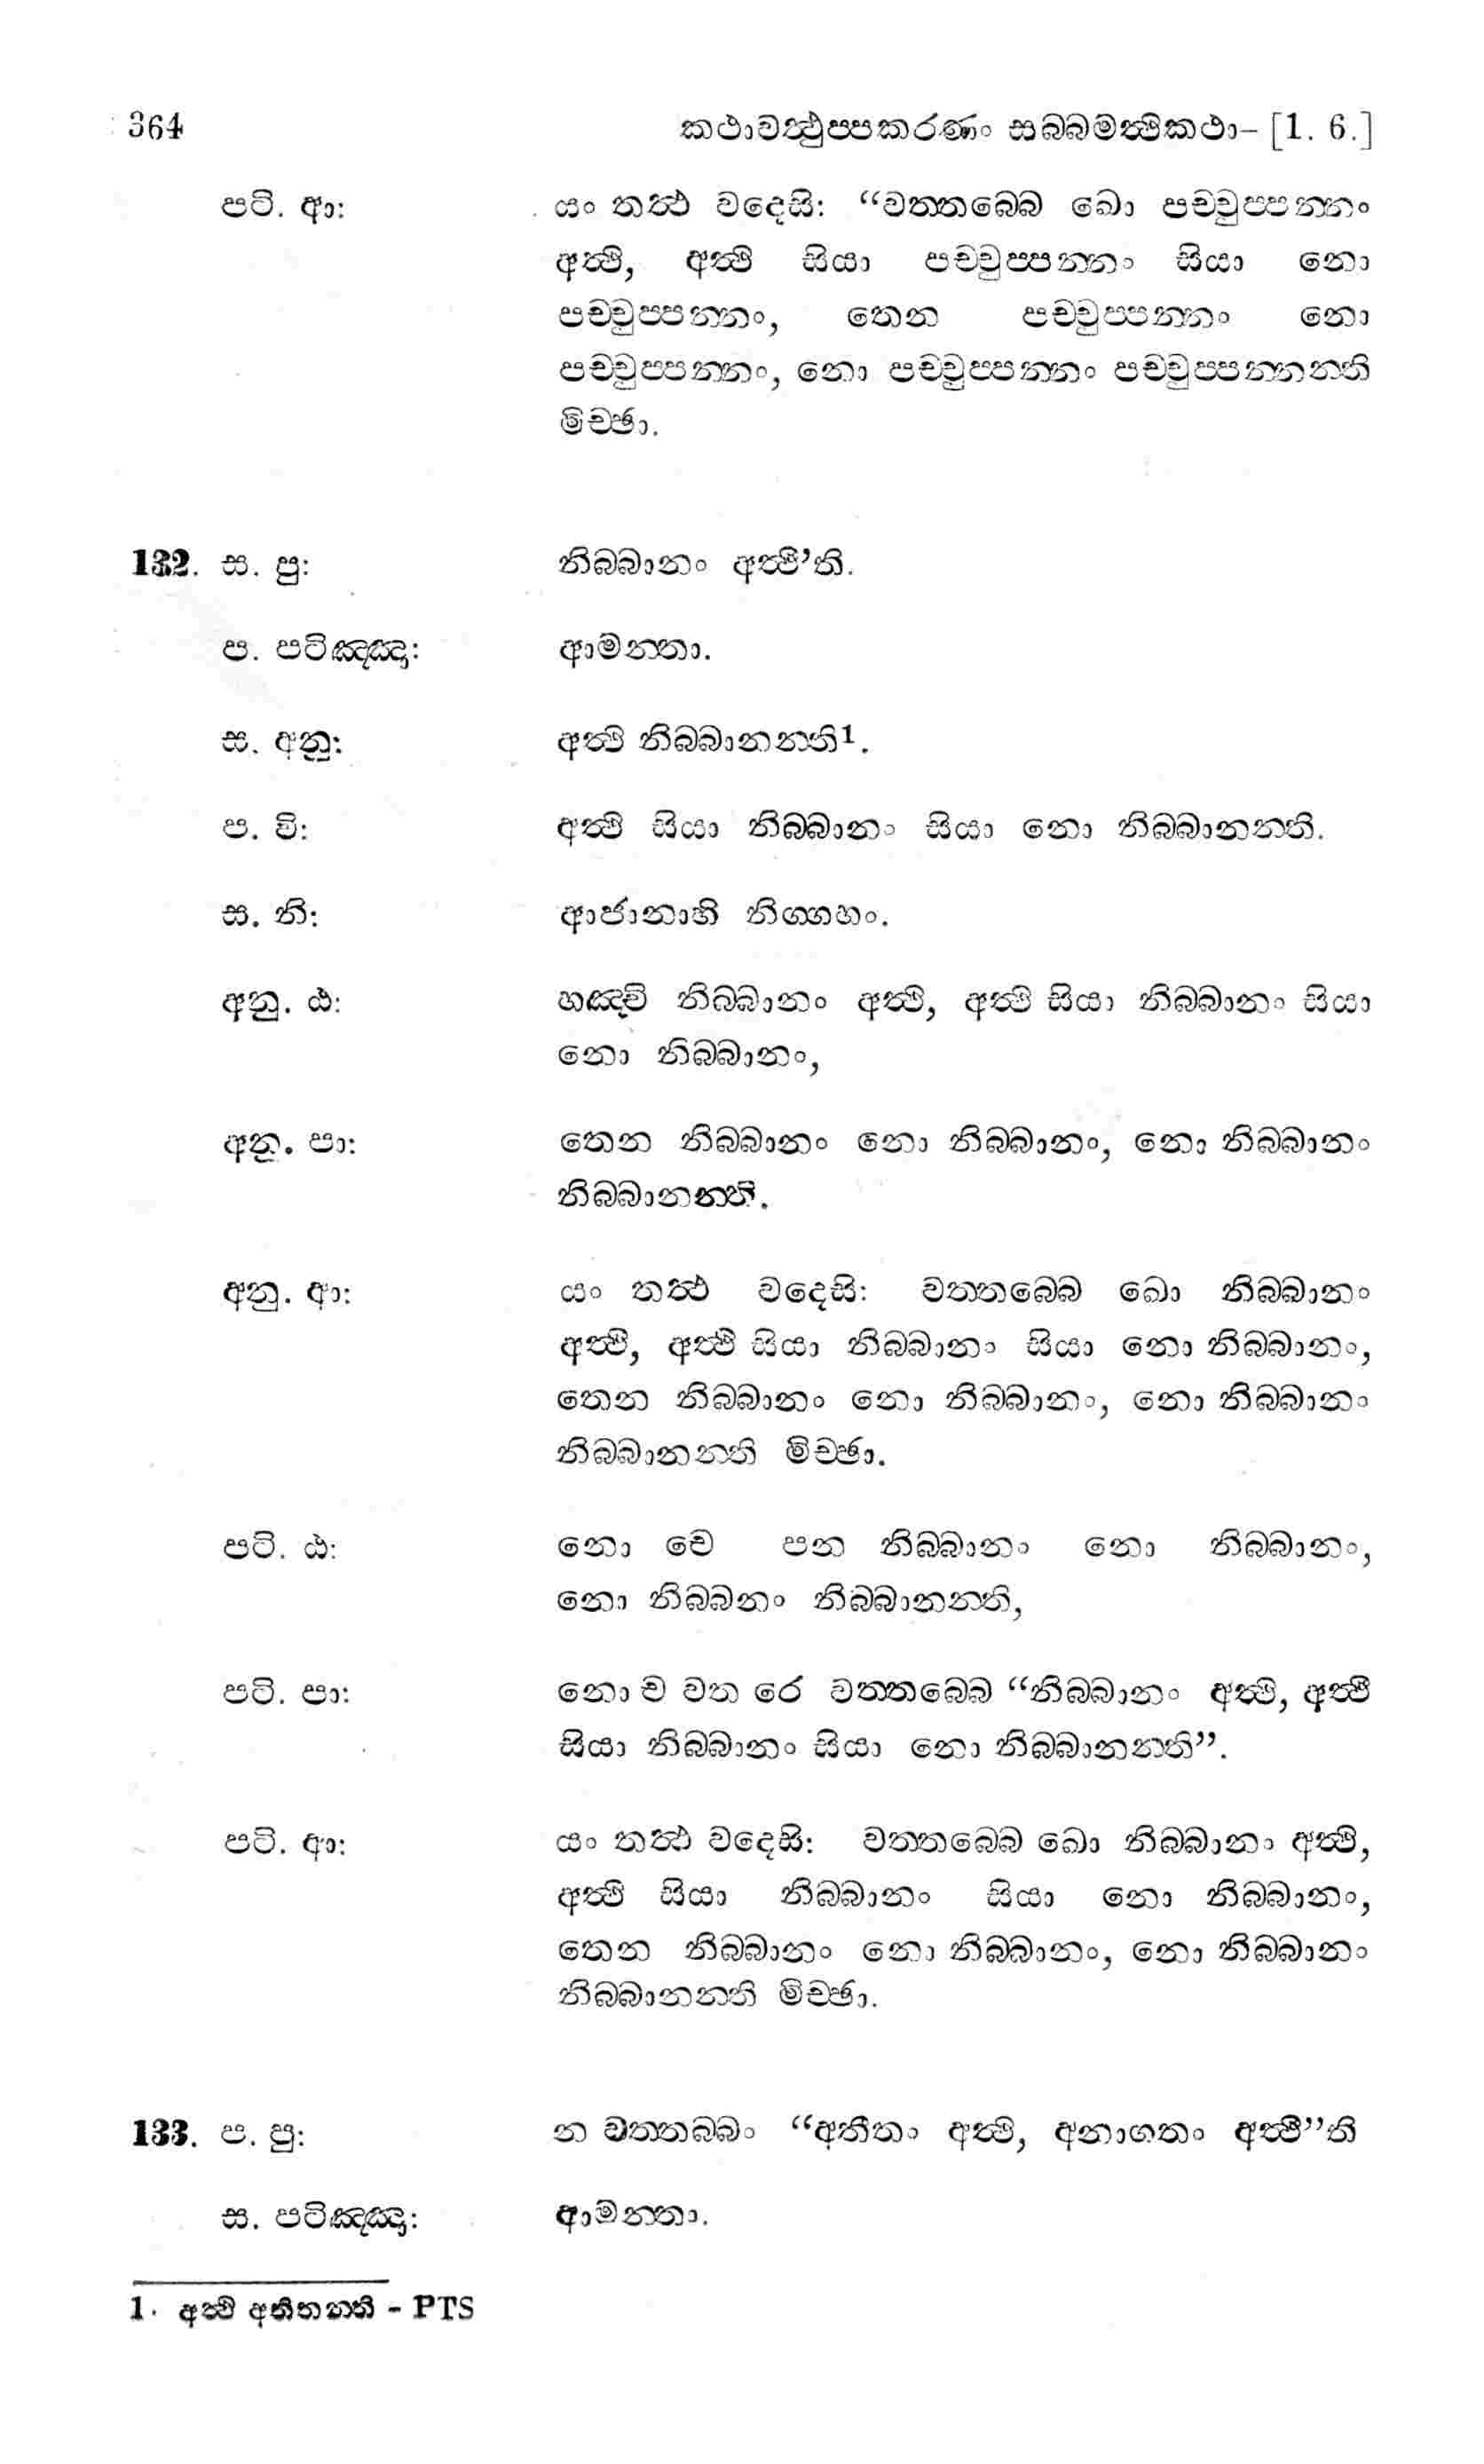 364 කථාවත්‍ථුප්පකරණං සබ්බමත්‍ථිකථා– [1. 6.]
පටි. ආ: යං තත්‍ථ වදෙසි: “වත්තබ්බෙ ඛො පච්චුප්පන්නං
අත්‍ථි, අත්‍ථි සියා පච්චුප්පන්නං සියා නො
පච්චුප්පන්නං, තෙන පච්චුප්පන්නං නො
පච්චුප්පන්නං, නො පච්චුප්පන්නං පච්චුප්පන්නන්ති
මිච්ඡා.
132. ස. පු: නිබ්බානං අත්‍ථී’ති.
ප. පටිඤ්ඤා: ආමන්තා.
ස. අනු: අත්‍ථි නිබ්බානන්ති1.
ප. වි: අත්‍ථි සියා නිබ්බානං සියා නො නිබ්බානන්ති.
ස. නි: ආජානාහි නිග්ගහං.
අනු. ඨ: හඤ්චි නිබ්බානං අත්‍ථි, අත්‍ථි සියා නිබ්බානං සියා
නො නිබ්බානං,
අනු. පා: තෙන නිබ්බානං නො නිබ්බානං, නො නිබ්බානං
නිබ්බානන්ති.
අනු. ආ: යං තත්‍ථ වදෙසි: වත්තබ්බෙ ඛො නිබ්බානං
අත්‍ථි, අත්‍ථි සියා නිබ්බානං සියා නො නිබ්බානං,
තෙන නිබ්බානං නො නිබ්බානං, නො නිබ්බානං
නිබ්බානන්ති මිච්ඡා.
පටි. ඨ: නො චෙ පන නිබ්බානං නො නිබ්බානං,
නො නිබ්බනං නිබ්බානන්ති,
පටි. පා: නො ච වත රෙ වත්තබ්බෙ “නිබ්බානං අත්‍ථි, අත්‍ථි
සියා නිබ්බානං සියා නො නිබ්බානන්ති”.
පටි. ආ: යං තත්‍ථ වදෙසි: වත්තබ්බෙ ඛො නිබ්බානං අත්‍ථි,
අත්‍ථි සියා නිබ්බානං සියා නො නිබ්බානං,
තෙන නිබ්බානං නො නිබ්බානං, නො නිබ්බානං
නිබ්බානන්ති මිච්ඡා.
133. ප. පු: න වත්තබ්බං “අතීතං අත්‍ථි, අනාගතං අත්‍ථී”ති
ස. පටිඤ්ඤා: ආමන්තා.
1. අත්‍ථි අතීතන්ති - PTS